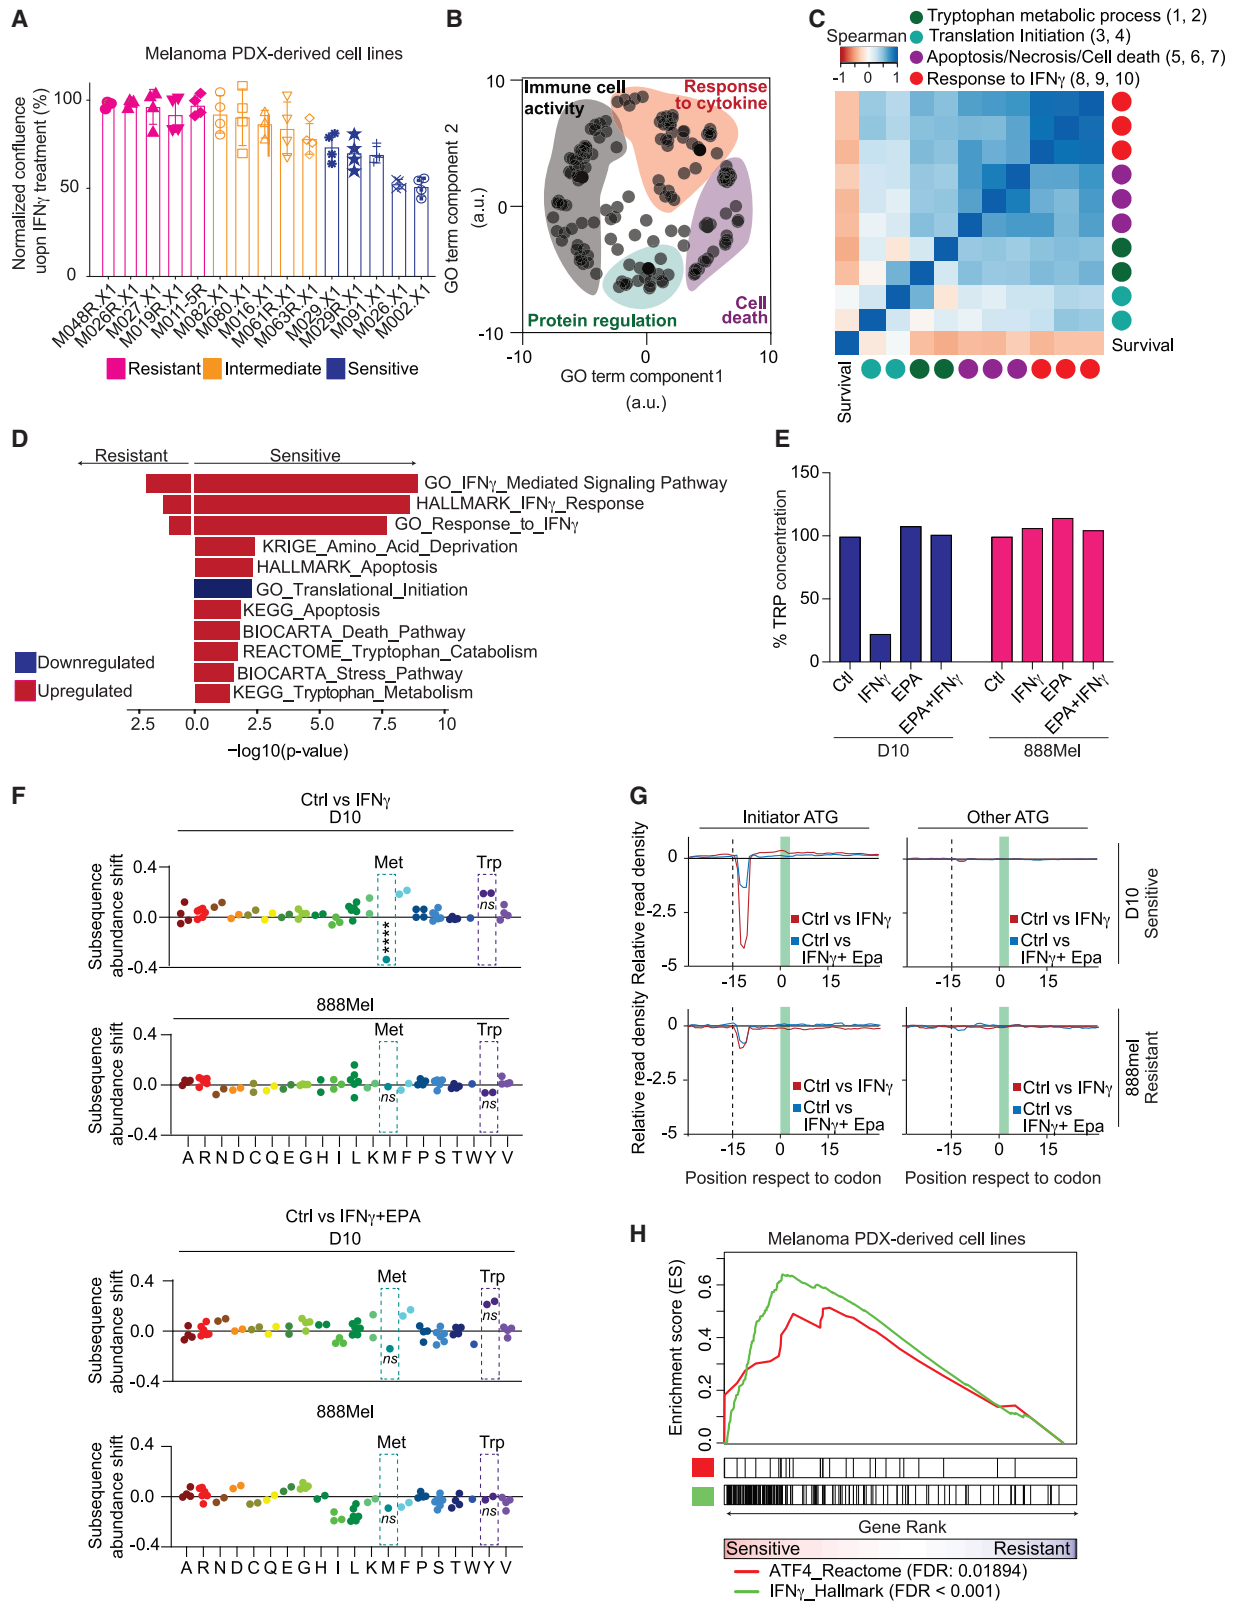 A
Melanoma PDX-derived cell lines
Normalized confluence
uopn IFNγ treatment (%)
100
50
0
M048R.X1
M026R.X1
M027.X1
M019R.X1
M011-5R
M082.X1
M080.X1
M016.X1
M061R.X1
M063R.X1
M029.X1
M029R.X1
M091.X1
M026.X1
M002.X1
Resistant
Intermediate
Sensitive
B
GO term component 2
(a.u.)
10
0
-10
Immune cell
activity
Response
to cytokine
Protein regulation
Cell
death
-10
0
10
GO term component1
(a.u.)
C
Spearman
-1 0 1
Tryptophan metabolic process (1, 2)
Translation Initiation (3, 4)
Apoptosis/Necrosis/Cell death (5, 6, 7)
Response to IFNγ (8, 9, 10)
Survival
Survival
D
Resistant
Sensitive
GO_IFNγ_Mediated Signaling Pathway
HALLMARK_IFNγ_Response
GO_Response_to_IFNγ
KRIGE_Amino_Acid_Deprivation
HALLMARK_Apoptosis
GO_Translational_Initiation
KEGG_Apoptosis
BIOCARTA_Death_Pathway
REACTOME_Tryptophan_Catabolism
BIOCARTA_Stress_Pathway
KEGG_Tryptophan_Metabolism
Downregulated
Upregulated
2.5 0.0 2.5 5.0 7.5 10
−log10(p-value)
E
% TRP concentration
150
100
50
0
Ctl
IFNγ
EPA
EPA+IFNγ
Ctl
IFNγ
EPA
EPA+IFNγ
D10
888Mel
F
Ctrl vs IFNγ
D10
Subsequence
abundance shift
0.4
0.0
-0.4
Met
****
Trp
ns
888Mel
Subsequence
abundance shift
0.4
0.0
-0.4
Met
ns
Trp
ns
A R N D C Q E G H I L K M F P S T W Y V
Ctrl vs IFNγ+EPA
D10
Subsequence
abundance shift
0.4
0.0
-0.4
Met
ns
Trp
ns
888Mel
Subsequence
abundance shift
0.4
0.0
-0.4
Met
ns
Trp
ns
A R N D C Q E G H I L K M F P S T W Y V
G
Initiator ATG
Other ATG
Relative read density
0
-2.5
-5
Ctrl vs IFNγ
Ctrl vs
IFNγ+ Epa
-15 0 15
Ctrl vs IFNγ
Ctrl vs
IFNγ+ Epa
-15 0 15
D10
Sensitive
Relative read density
0
-2.5
-5
Ctrl vs IFNγ
Ctrl vs
IFNγ+ Epa
-15 0 15
Ctrl vs IFNγ
Ctrl vs
IFNγ+ Epa
-15 0 15
888mel
Resistant
Position respect to codon
Position respect to codon
H
Melanoma PDX-derived cell lines
Enrichment score (ES)
0.6
0.4
0.2
0.0
Gene Rank
Sensitive
Resistant
ATF4_Reactome (FDR: 0.01894)
IFNγ_Hallmark (FDR < 0.001)